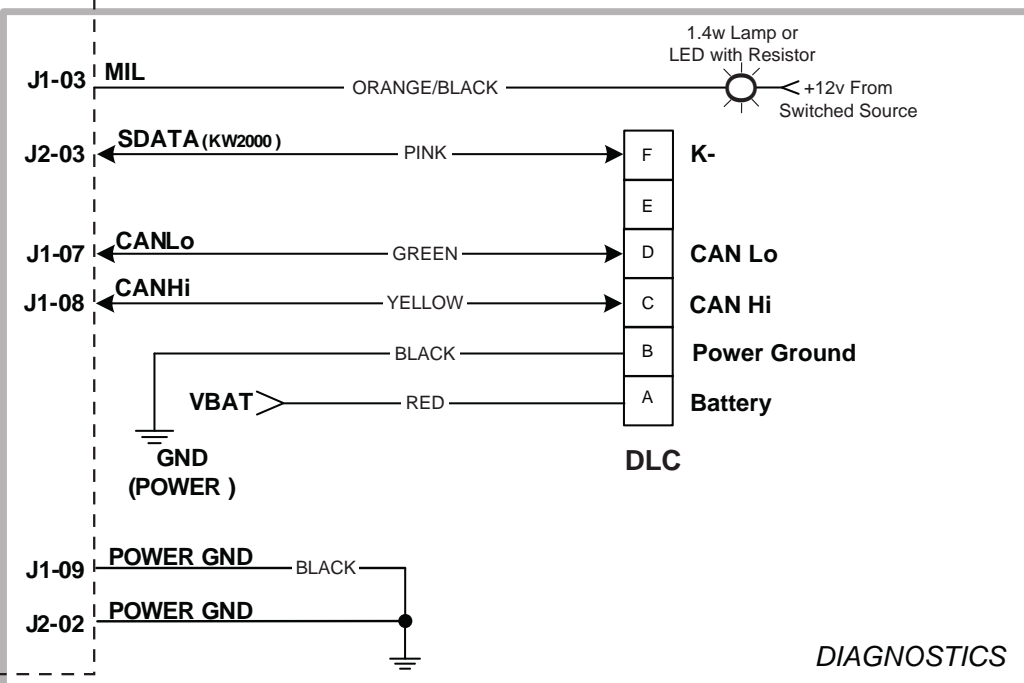 1.4w Lamp or
LED with Resistor
J1-03 MIL ORANGE/BLACK +12v From
Switched Source
J2-03 SDATA (KW2000 ) PINK F K-
E
J1-07 CANLo GREEN D CAN Lo
J1-08 CANHi YELLOW C CAN Hi
BLACK B Power Ground
VBAT RED A Battery
GND
(POWER )
DLC
J1-09 POWER GND BLACK
J2-02 POWER GND
DIAGNOSTICS